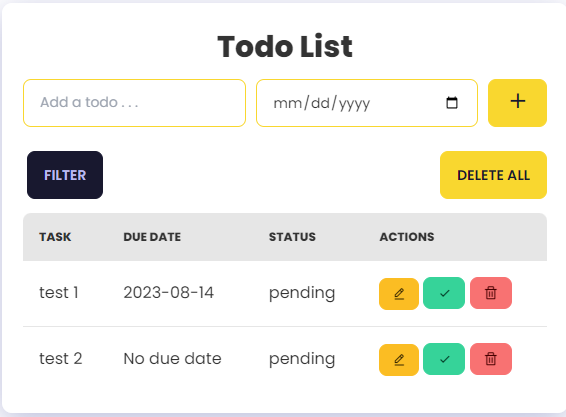 Todo List
Add a todo . . .
mm/dd/yyyy
+
FILTER
DELETE ALL
TASK DUE DATE STATUS ACTIONS
test 1 2023-08-14 pending
test 2 No due date pending